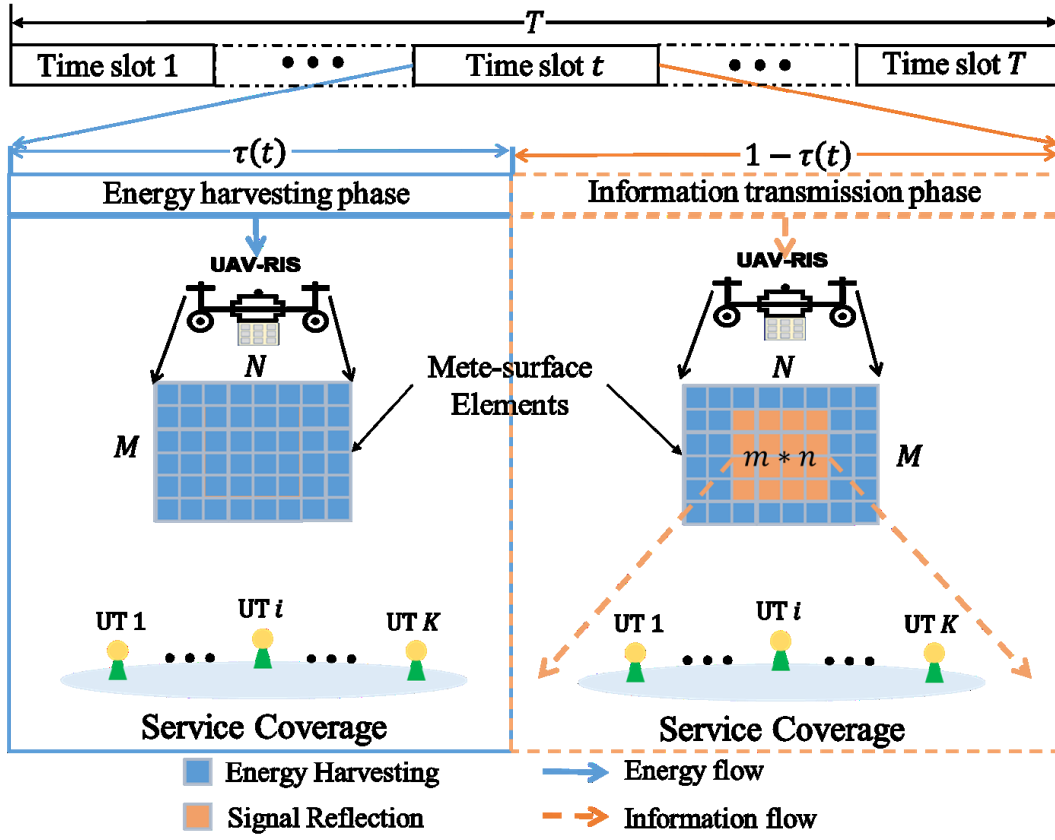 T
Time slot 1
Time slot t
Time slot T
τ(t)
1 − τ(t)
Energy harvesting phase
Information transmission phase
UAV-RIS
UAV-RIS
N
N
Mete-surface
Elements
M
m * n
M
UT 1
UT i
UT K
UT 1
UT i
UT K
Service Coverage
Service Coverage
Energy Harvesting
Energy flow
Signal Reflection
Information flow